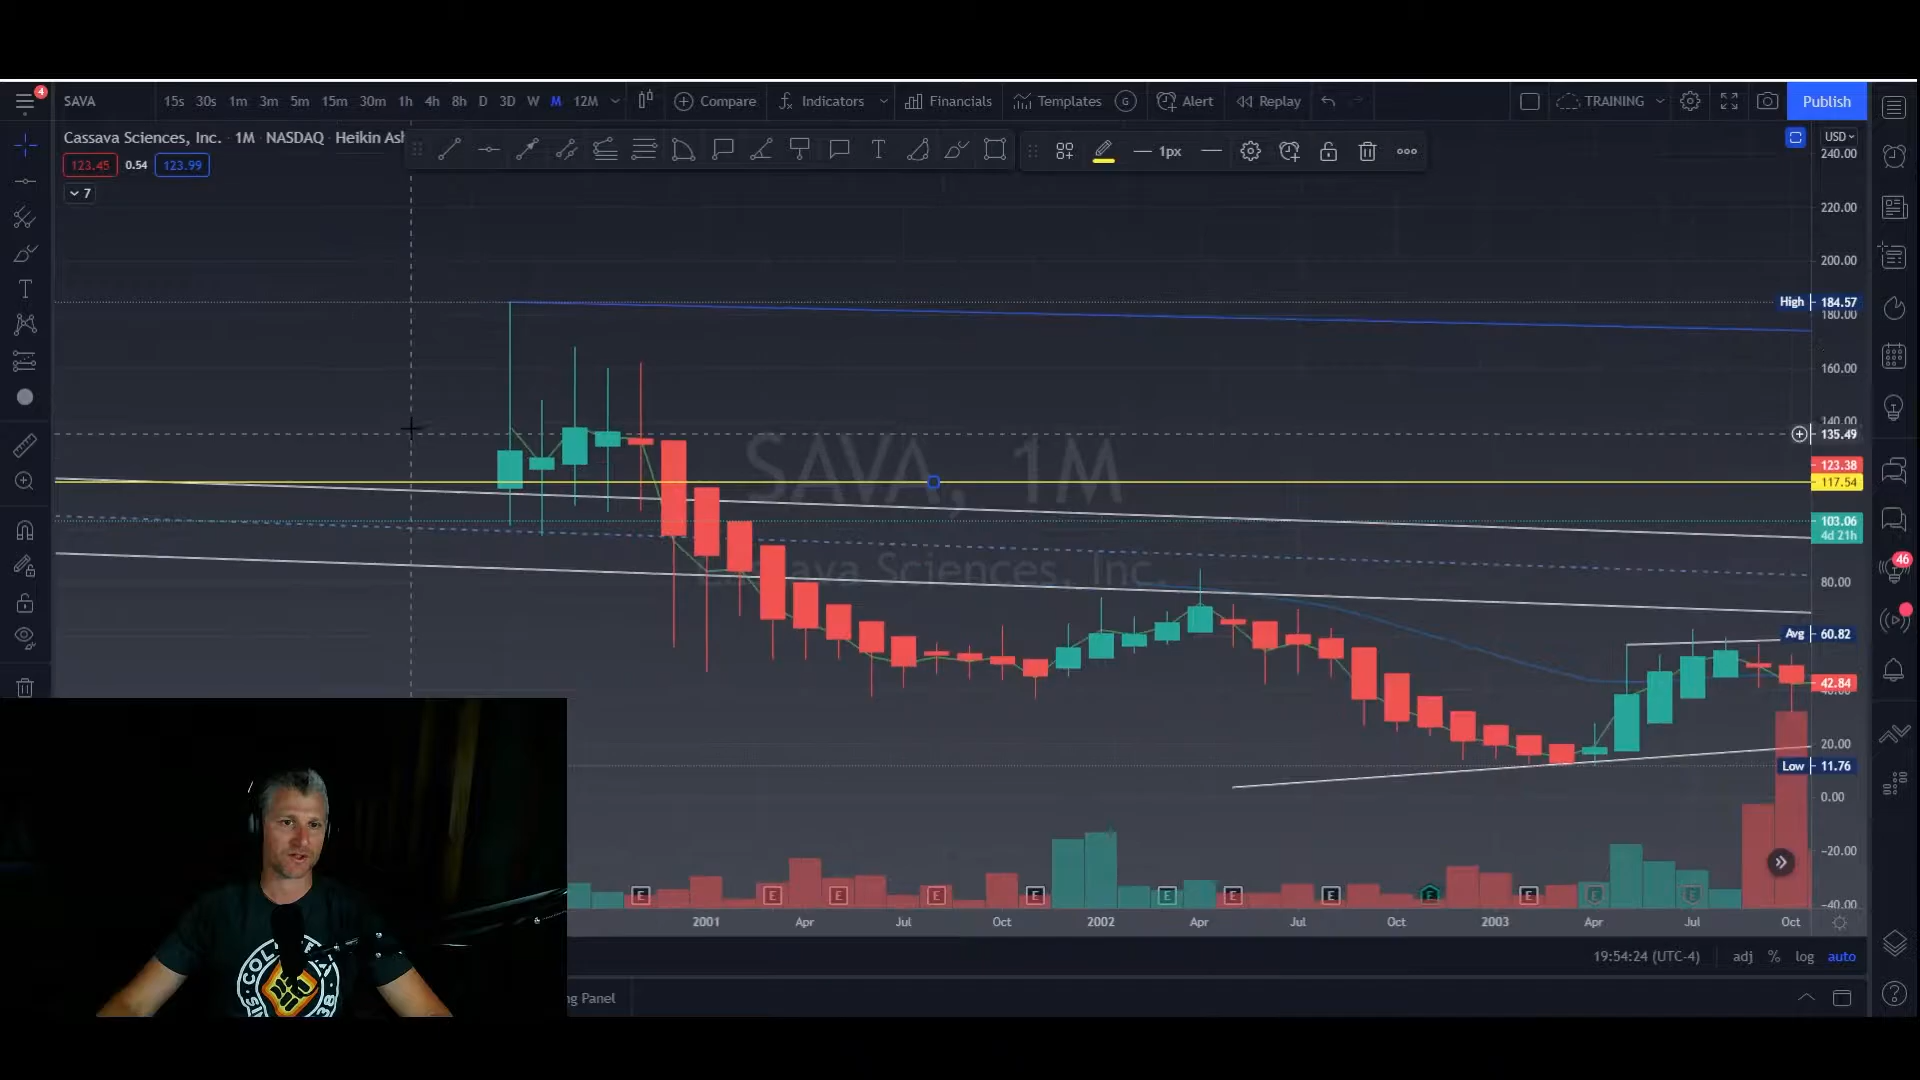 4
SAVA 15s 30s 1m 3m 5m 15m 30m 1h 4h 8h D 3D W M 12M Compare Indicators Financials Templates G Alert Replay TRAINING Publish
Cassava Sciences, Inc. · 1M · NASDAQ · Heikin Ash
T 1px USD
123.45 0.54 123.99
7
240.00
220.00
200.00
High 184.57
180.00
160.00
140.00
135.49
SAVA, 1M
123.38
117.54
103.06
4d 21h
Cassava Sciences, Inc.
46
80.00
Avg 60.82
42.84
20.00
Low 11.76
0.00
-20.00
E E E E E E E E E E E E
-40.00
2001 Apr Jul Oct 2002 Apr Jul Oct 2003 Apr Jul Oct
19:54:24 (UTC-4) adj % log auto
ng Panel